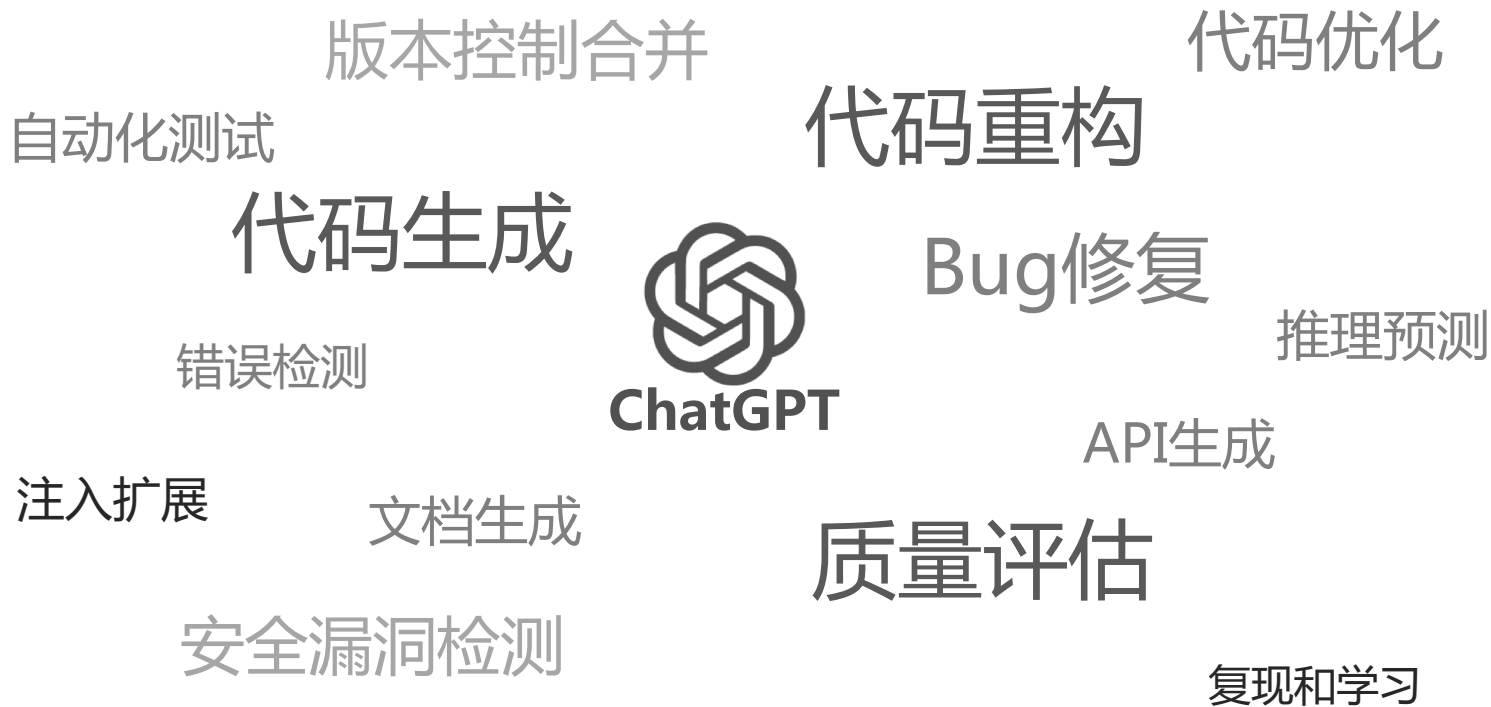 版本控制合并
代码优化
自动化测试
代码重构
代码生成
Bug修复
推理预测
错误检测
ChatGPT
API生成
注入扩展
文档生成
质量评估
安全漏洞检测
复现和学习